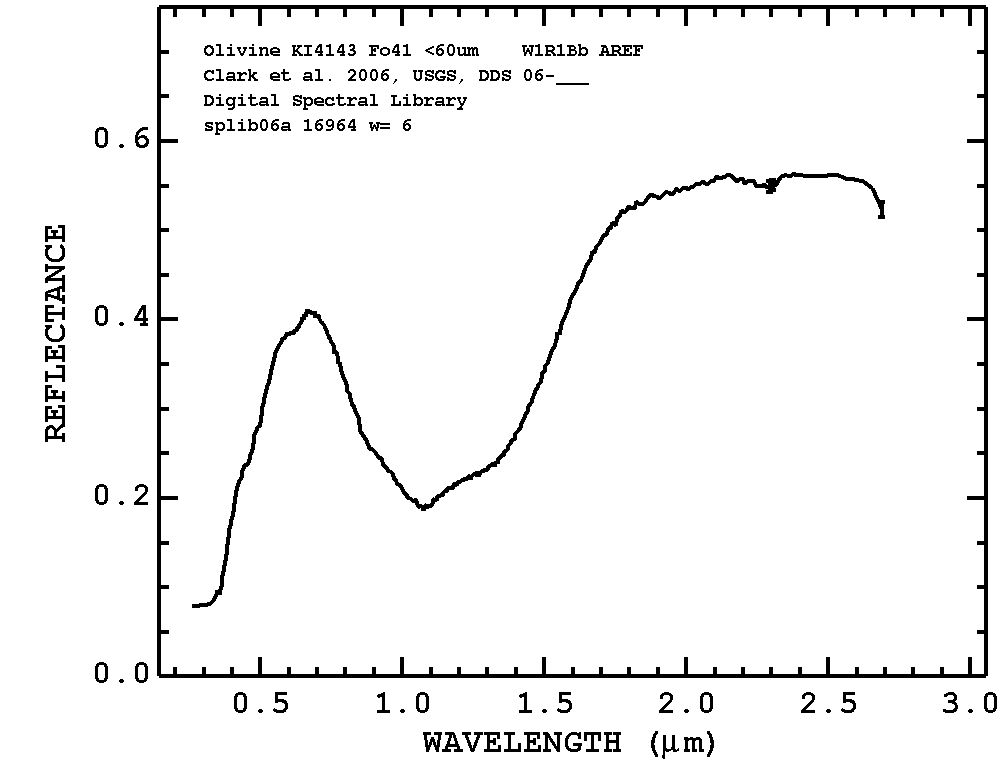 Olivine KI4143 Fo41 <60um W1R1Bb AREF
Clark et al. 2006, USGS, DDS 06-___
Digital Spectral Library
splib06a 16964 w= 6
0.6
0.4
0.2
0.0
REFLECTANCE
0.5 1.0 1.5 2.0 2.5 3.0
WAVELENGTH (μm)